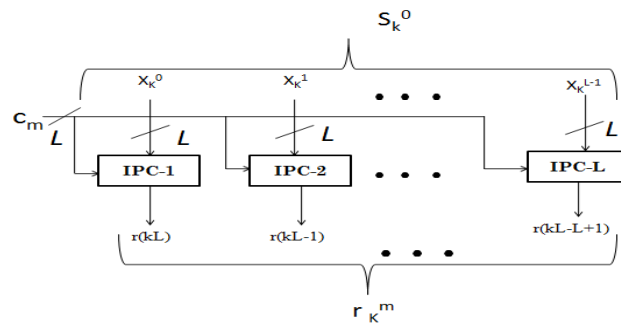 S_k^0
X_K^0 X_K^1 X_K^{L-1}
c_m L L L L
IPC-1 IPC-2 IPC-L
r(kL) r(kL-1) r(kL-L+1)
r_K^m